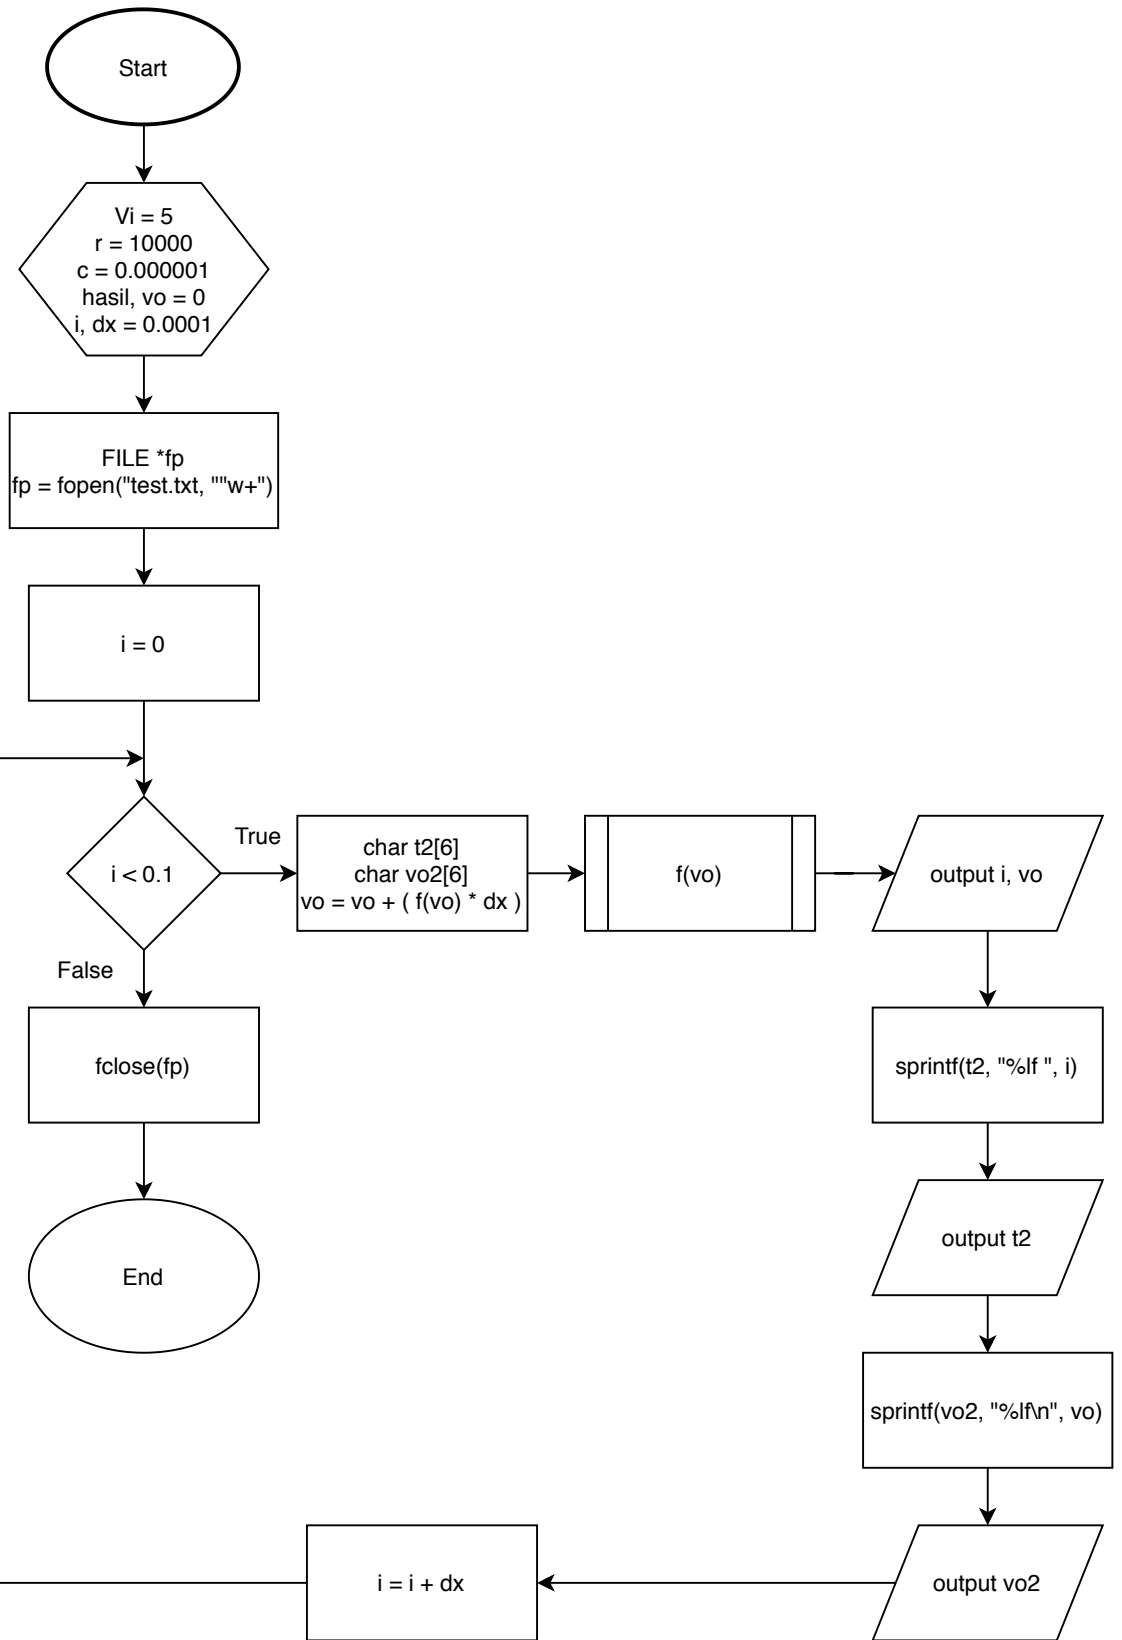 Start
Vi = 5
r = 10000
c = 0.000001
hasil, vo = 0
i, dx = 0.0001
FILE *fp
fp = fopen("test.txt, ""w+")
i = 0
i < 0.1
True
False
char t2[6]
char vo2[6]
vo = vo + ( f(vo) * dx )
f(vo)
output i, vo
fclose(fp)
End
sprintf(t2, "%lf ", i)
output t2
sprintf(vo2, "%lf\n", vo)
output vo2
i = i + dx